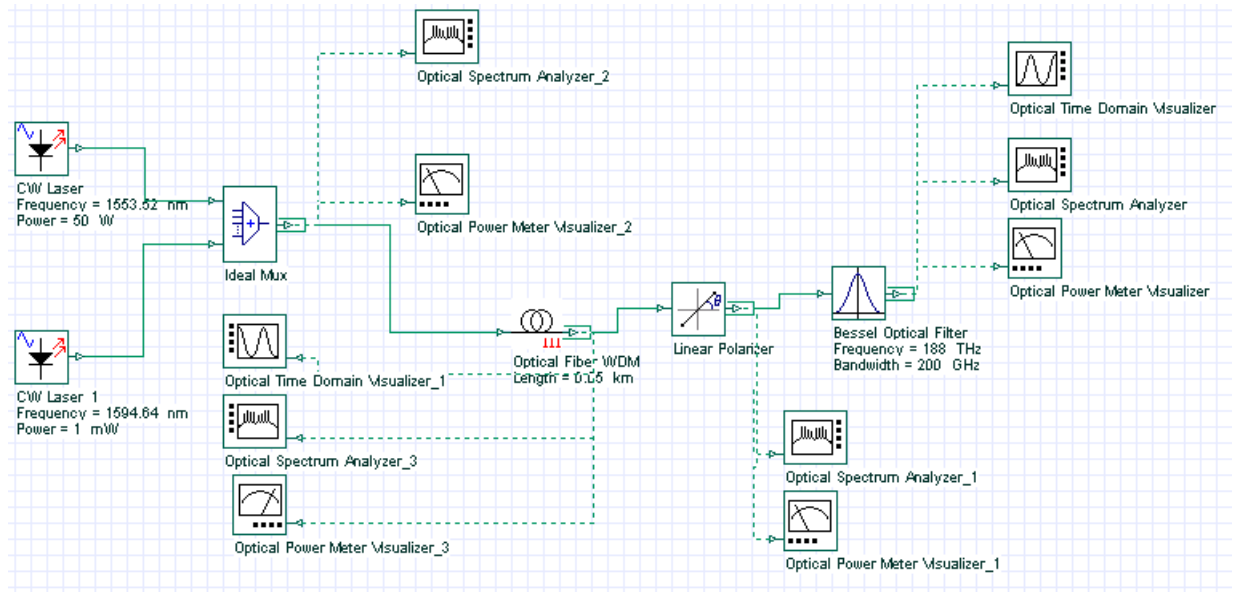 Optical Spectrum Analyzer_2
Optical Time Domain Visualizer
CW Laser
Frequency = 1553.52 nm
Power = 50 W
Optical Power Meter Visualizer_2
Optical Spectrum Analyzer
Ideal Mux
Optical Power Meter Visualizer
θ
Linear Polarizer
Bessel Optical Filter
Frequency = 188 THz
Bandwidth = 200 GHz
Optical Fiber WDM
Length = 0.05 km
Optical Time Domain Visualizer_1
CW Laser 1
Frequency = 1594.64 nm
Power = 1 mW
Optical Spectrum Analyzer_3
Optical Spectrum Analyzer_1
Optical Power Meter Visualizer_3
Optical Power Meter Visualizer_1